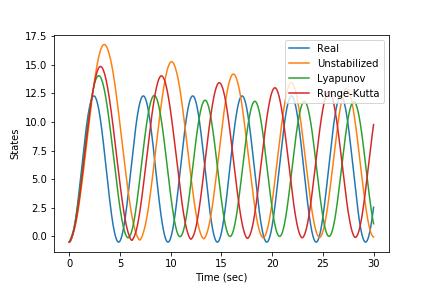 17.5
15.0
12.5
10.0
7.5
5.0
2.5
0.0
States
Real
Unstabilized
Lyapunov
Runge-Kutta
0
5
10
15
20
25
30
Time (sec)